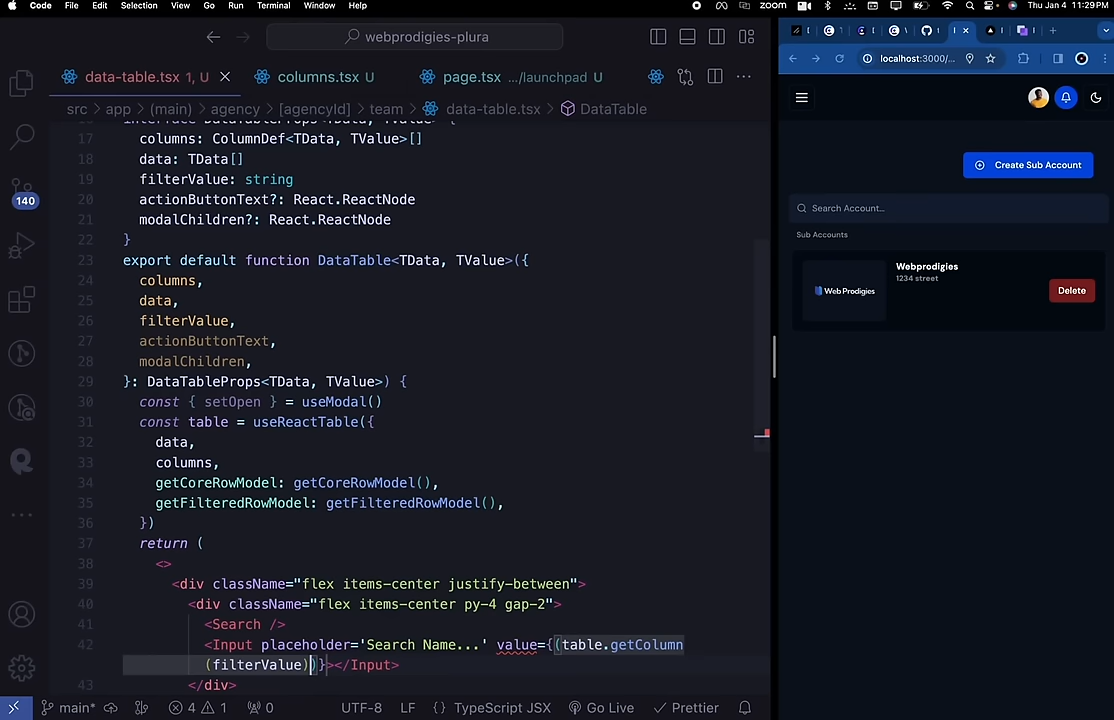 Code File Edit Selection View Go Run Terminal Window Help zoom Thu Jan 4 11:29 PM
webprodigies-plura
data-table.tsx 1, U columns.tsx U page.tsx .../launchpad U
src > app > (main) > agency > [agencyId] > team > data-table.tsx > DataTable
17 columns: ColumnDef<TData, TValue>[]
18 data: TData[]
19 filterValue: string
20 actionButtonText?: React.ReactNode
21 modalChildren?: React.ReactNode
22 }
23 export default function DataTable<TData, TValue>({
24 columns,
25 data,
26 filterValue,
27 actionButtonText,
28 modalChildren,
29 }: DataTableProps<TData, TValue>) {
30 const { setOpen } = useModal()
31 const table = useReactTable({
32 data,
33 columns,
34 getCoreRowModel: getCoreRowModel(),
35 getFilteredRowModel: getFilteredRowModel(),
36 })
37 return (
38 <>
39 <div className="flex items-center justify-between">
40 <div className="flex items-center py-4 gap-2">
41 <Search />
42 <Input placeholder='Search Name...' value={(table.getColumn
(filterValue))}></Input>
43 </div>
140
main* 4 1 0 UTF-8 LF {} TypeScript JSX Go Live Prettier
localhost:3000/...
Create Sub Account
Search Account...
Sub Accounts
Web Prodigies
Webprodigies
1234 street
Delete